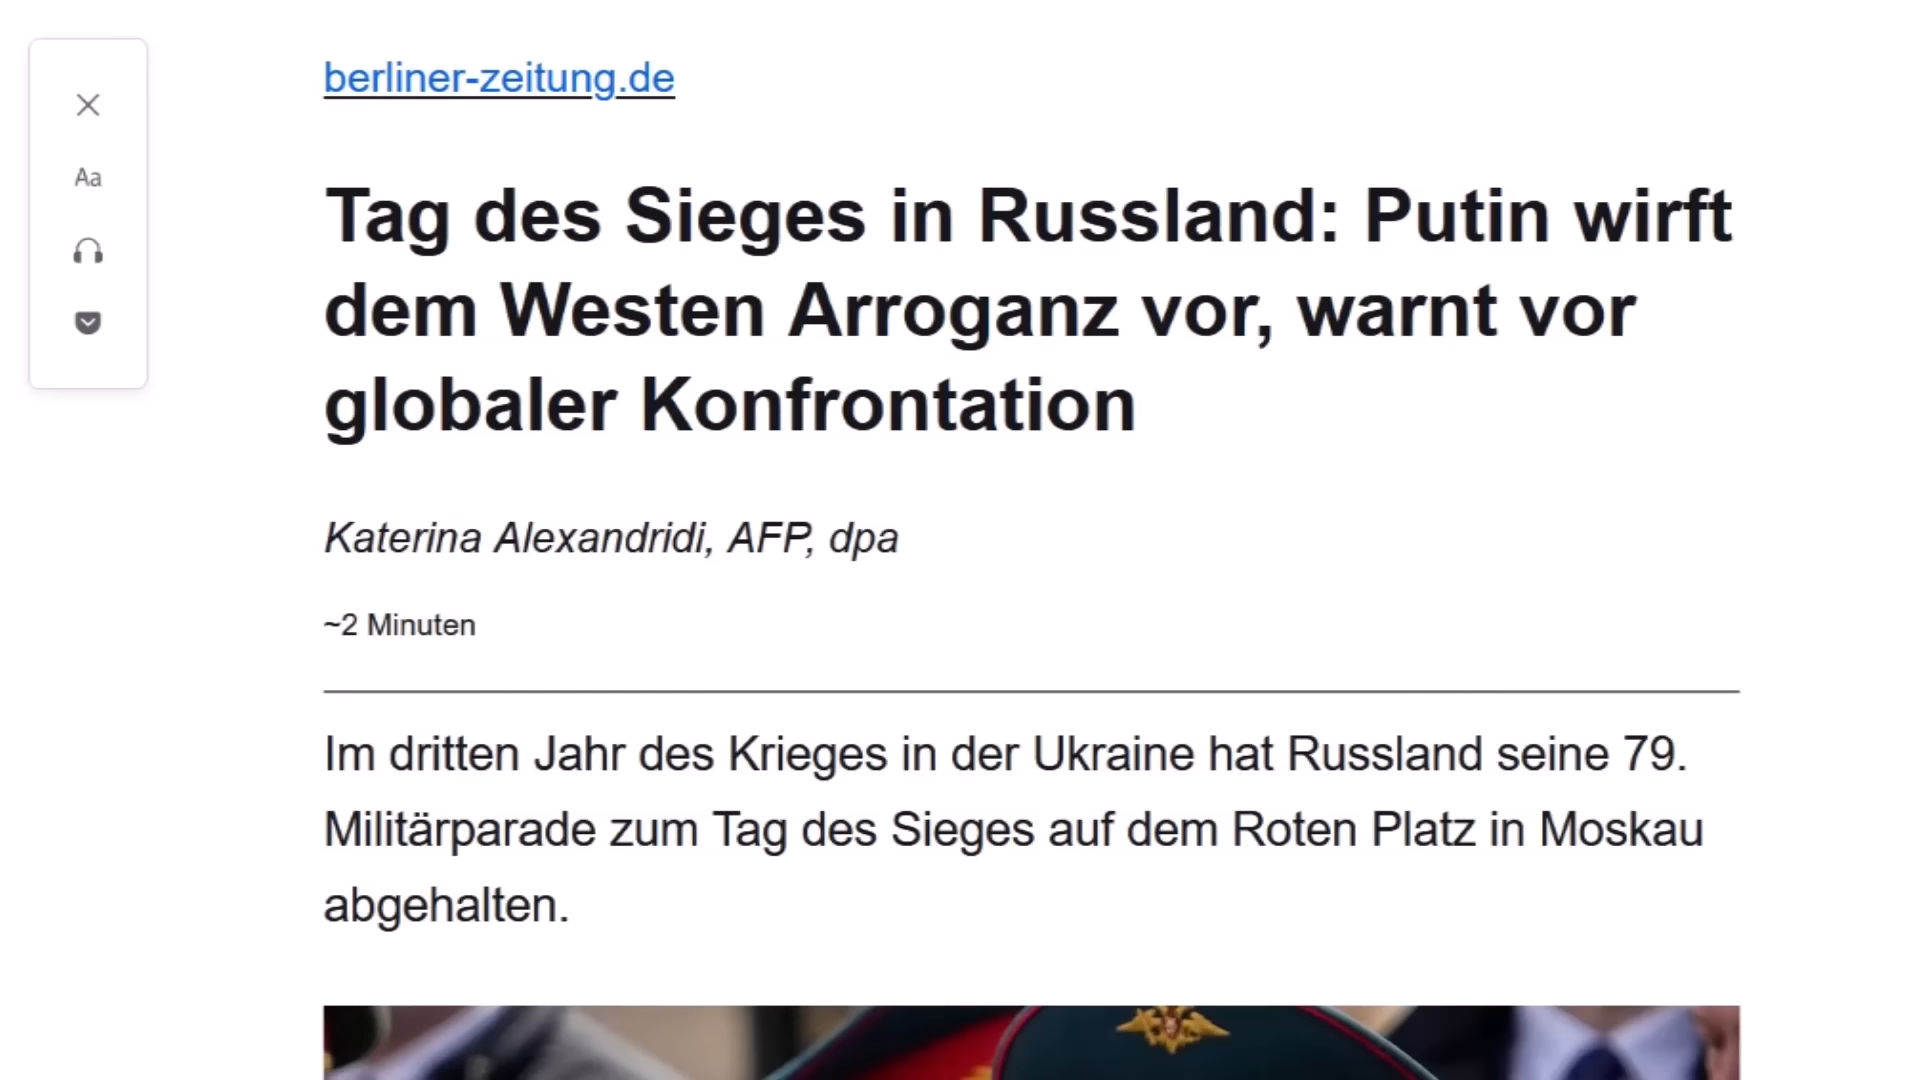 berliner-zeitung.de
Aa
Tag des Sieges in Russland: Putin wirft
dem Westen Arroganz vor, warnt vor
globaler Konfrontation
Katerina Alexandridi, AFP, dpa
~2 Minuten
Im dritten Jahr des Krieges in der Ukraine hat Russland seine 79.
Militärparade zum Tag des Sieges auf dem Roten Platz in Moskau
abgehalten.